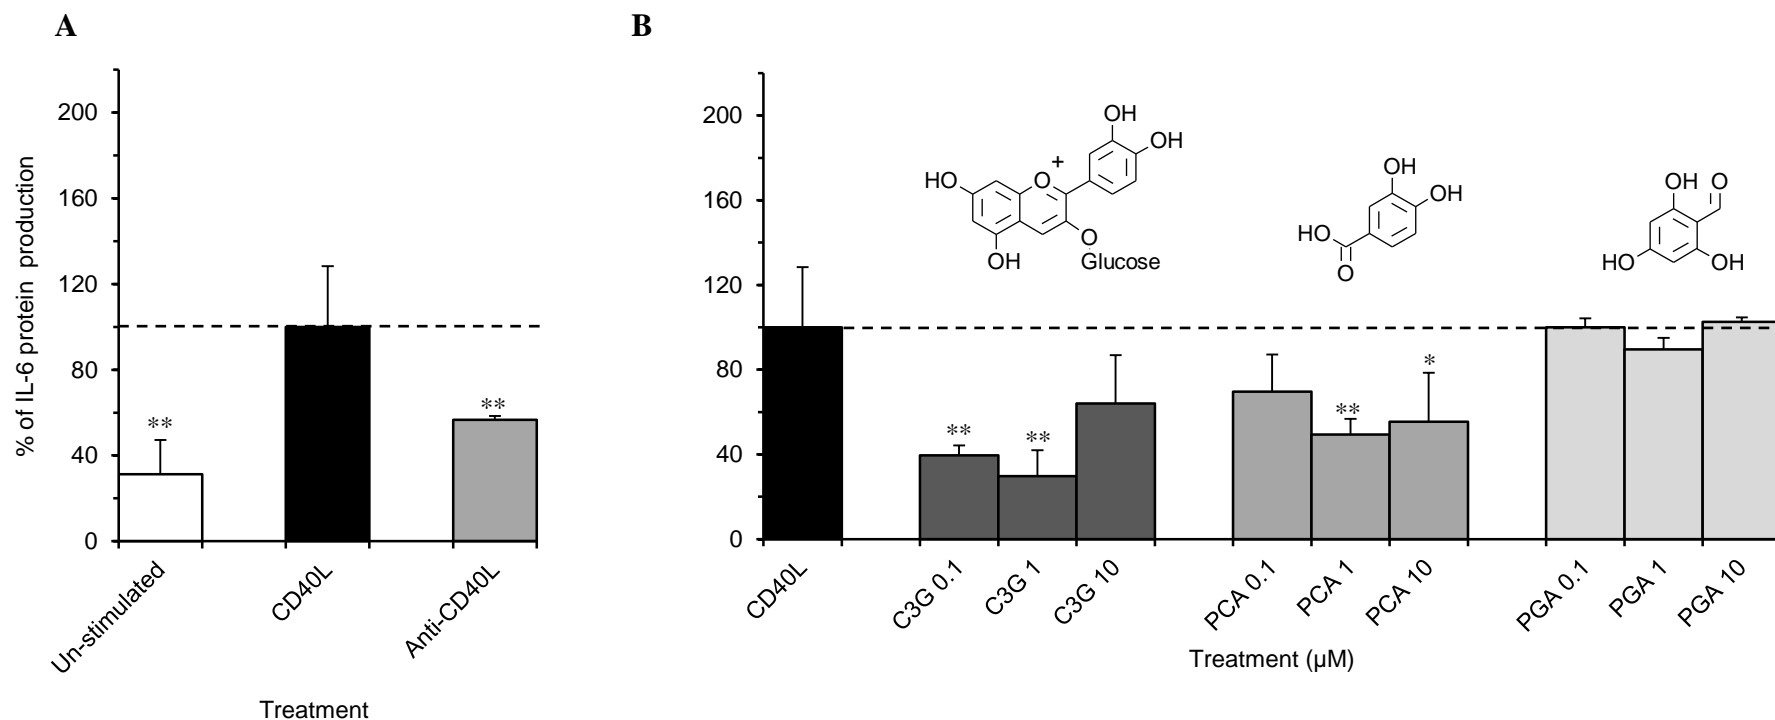 A
200
160
120
80
40
0
% of IL-6 protein production
**
**
Un-stimulated
CD40L
Anti-CD40L
Treatment
B
200
160
120
80
40
0
OH
OH
+
HO
O
O
OH
Glucose
OH
OH
HO
O
OH
O
HO
OH
**
**
**
*
CD40L
C3G 0.1
C3G 1
C3G 10
PCA 0.1
PCA 1
PCA 10
PGA 0.1
PGA 1
PGA 10
Treatment (µM)